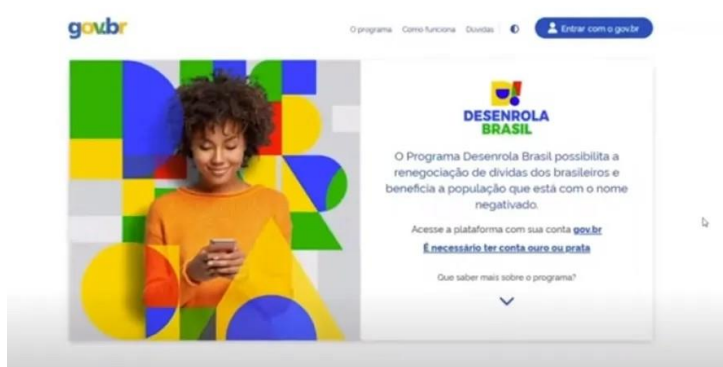 gov.br
O programa Como funciona Dúvidas Entrar com o gov.br
D!
DESENROLA
BRASIL
O Programa Desenrola Brasil possibilita a
renegociação de dívidas dos brasileiros e
beneficia a população que está com o nome
negativado.
Acesse a plataforma com sua conta gov.br
É necessário ter conta ouro ou prata
Que saber mais sobre o programa?